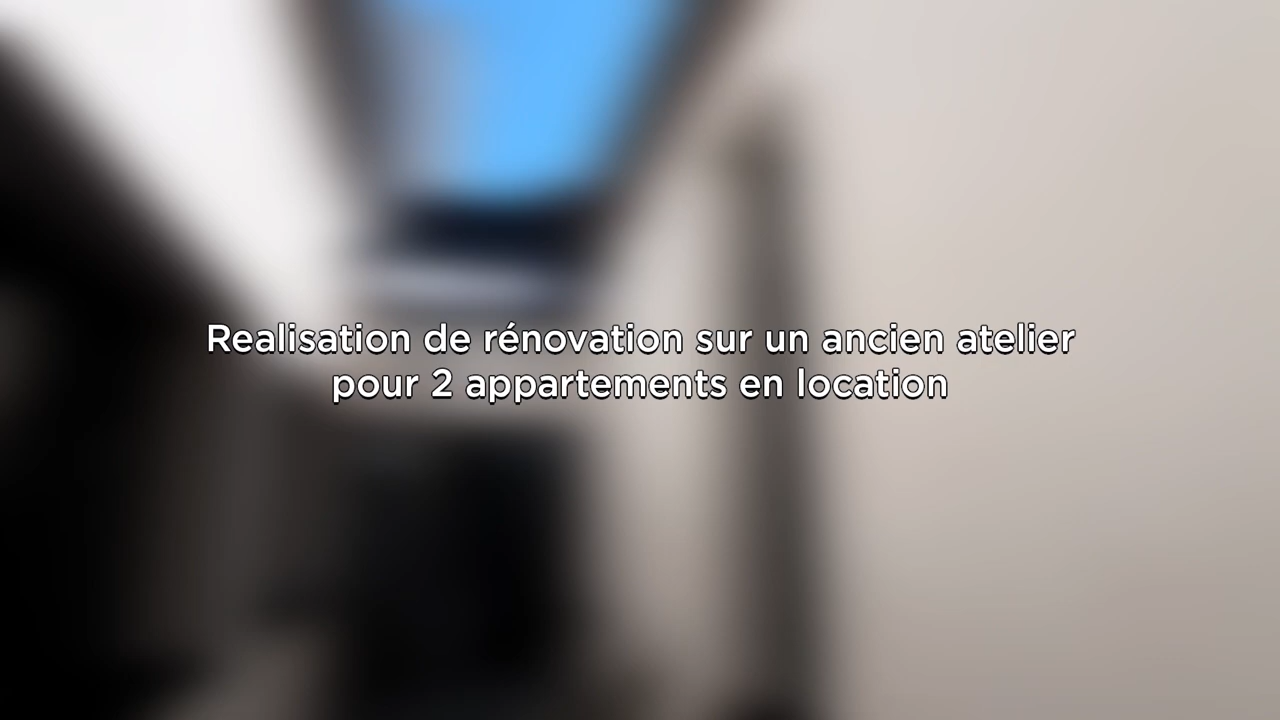 Realisation de rénovation sur un ancien atelier
pour 2 appartements en location